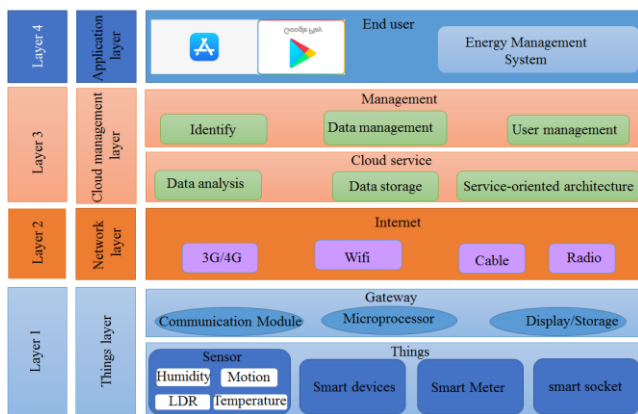 Layer 4
Application
layer
Google Play
End user
Energy Management
System
Layer 3
Cloud management
layer
Management
Identify
Data management
User management
Cloud service
Data analysis
Data storage
Service-oriented architecture
Layer 2
Network
layer
Internet
3G/4G
Wifi
Cable
Radio
Layer 1
Things layer
Gateway
Communication Module
Microprocessor
Display/Storage
Things
Sensor
Humidity
Motion
LDR
Temperature
Smart devices
Smart Meter
smart socket